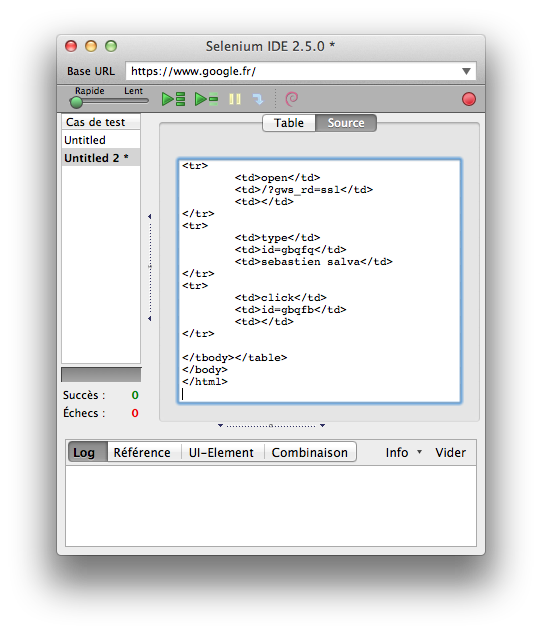 Selenium IDE 2.5.0 *
Base URL https://www.google.fr/
Rapide Lent
Cas de test
Untitled
Untitled 2 *
Table Source
<tr>
<td>open</td>
<td>/?gws_rd=ssl</td>
<td></td>
</tr>
<tr>
<td>type</td>
<td>id=gbqfq</td>
<td>sebastien salva</td>
</tr>
<tr>
<td>click</td>
<td>id=gbqfb</td>
<td></td>
</tr>
</tbody></table>
</body>
</html>
Succès : 0
Échecs : 0
Log Référence UI-Element Combinaison Info Vider